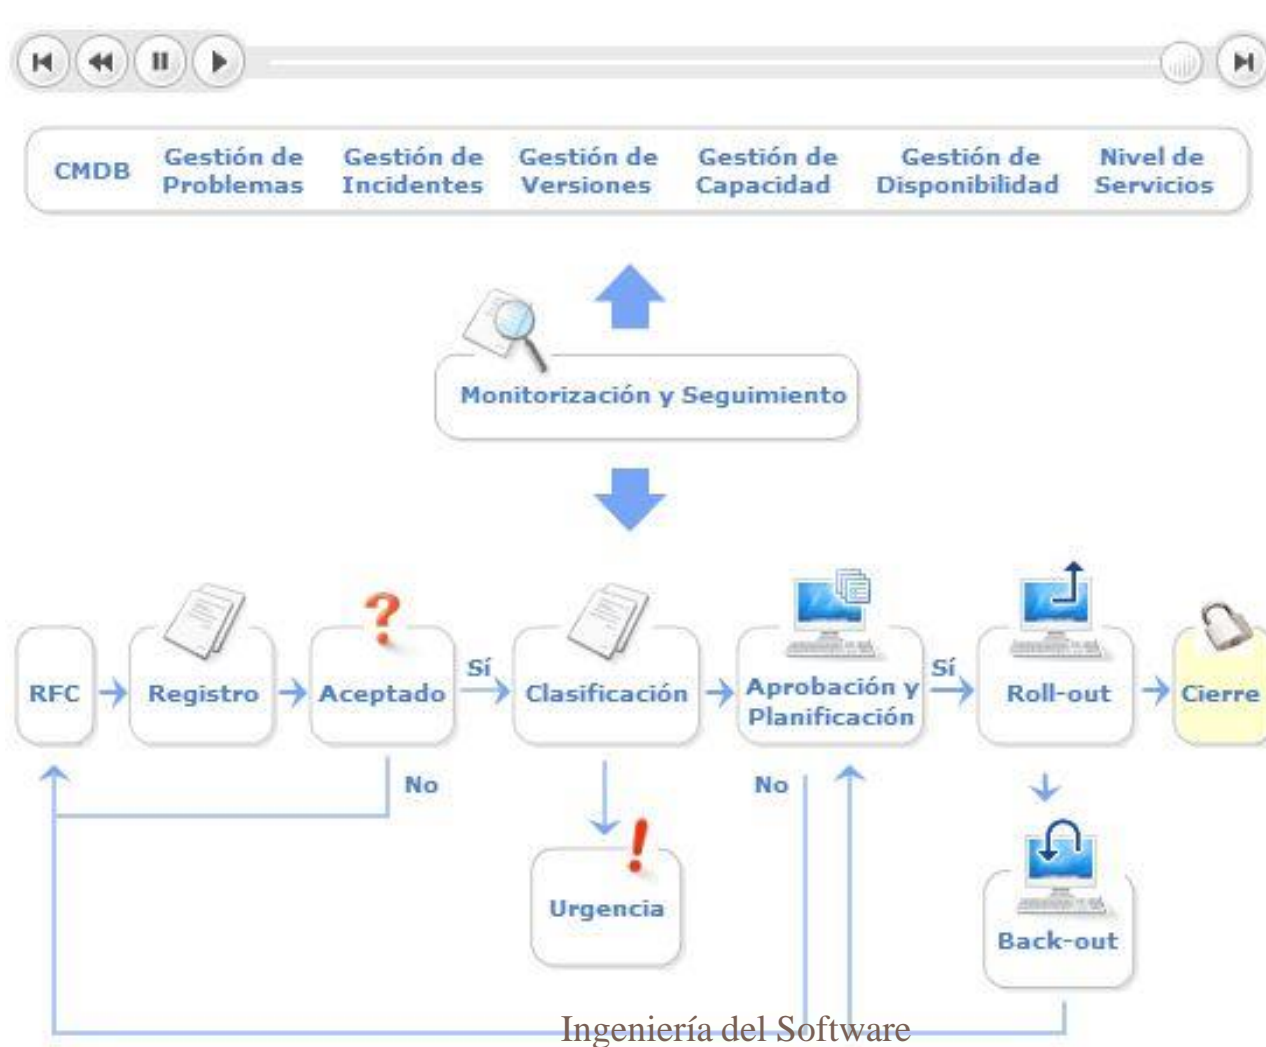 CMDB
Gestión de
Problemas
Gestión de
Incidentes
Gestión de
Versiones
Gestión de
Capacidad
Gestión de
Disponibilidad
Nivel de
Servicios
Monitorización y Seguimiento
RFC
Registro
Aceptado
Sí
Clasificación
Aprobación y
Planificación
Sí
Roll-out
Cierre
No
No
Urgencia
Back-out
Ingeniería del Software